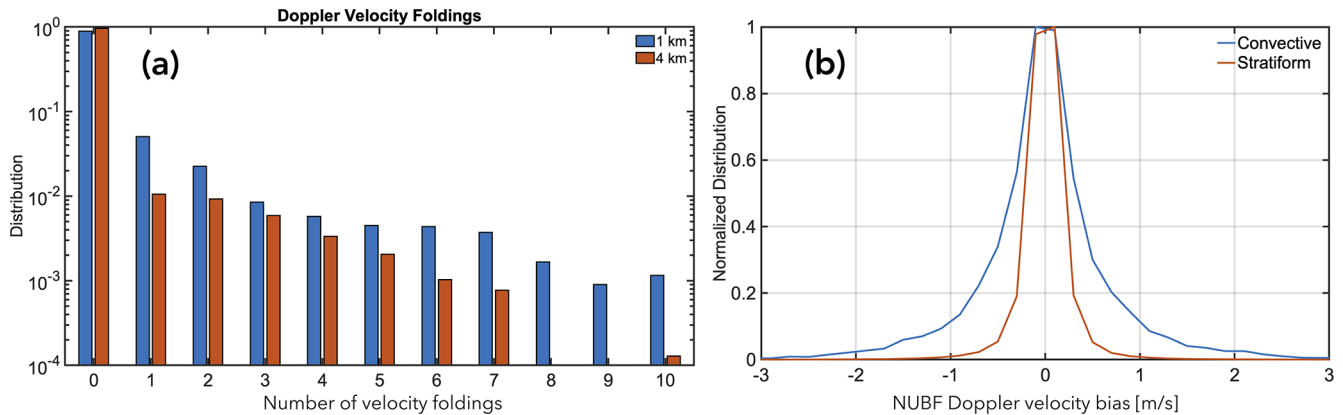 Doppler Velocity Foldings
(a)
1 km
4 km
10^0
10^-1
10^-2
10^-3
10^-4
Distribution
0 1 2 3 4 5 6 7 8 9 10
Number of velocity foldings
(b)
Convective
Stratiform
1
0.8
0.6
0.4
0.2
0
Normalized Distribution
-3 -2 -1 0 1 2 3
NUBF Doppler velocity bias [m/s]